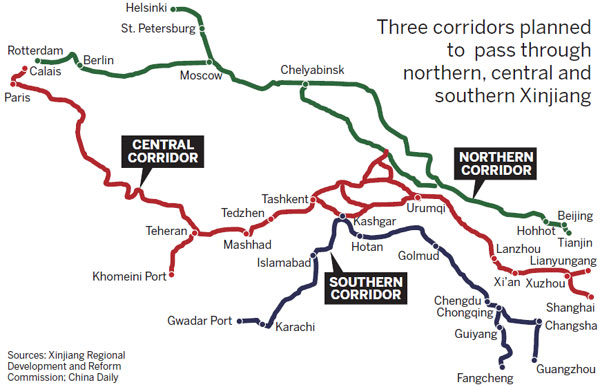 Three corridors planned
to pass through
northern, central and
southern Xinjiang
Helsinki
St. Petersburg
Rotterdam
Calais
Berlin
Paris
Moscow
Chelyabinsk
CENTRAL
CORRIDOR
NORTHERN
CORRIDOR
Tashkent
Urumqi
Tedzhen
Teheran
Mashhad
Kashgar
Hotan
Beijing
Hohhot
Tianjin
Khomeini Port
Islamabad
Golmud
Lanzhou
Lianyungang
Xi'an
Xuzhou
SOUTHERN
CORRIDOR
Shanghai
Gwadar Port
Karachi
Chengdu
Chongqing
Changsha
Guiyang
Guangzhou
Fangcheng
Sources: Xinjiang Regional
Development and Reform
Commission; China Daily